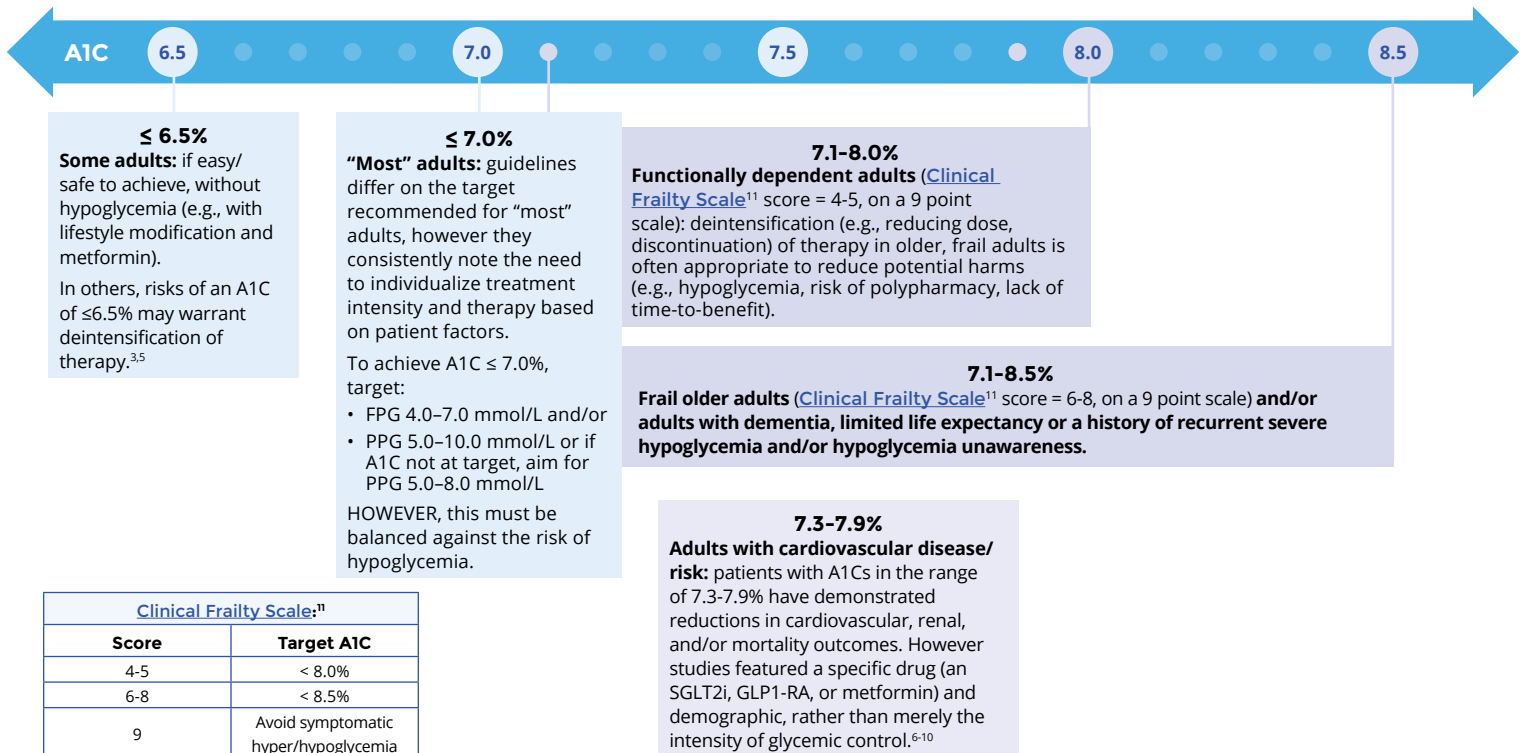 A1C 6.5 7.0 7.5 8.0 8.5
≤ 6.5%
Some adults: if easy/
safe to achieve, without
hypoglycemia (e.g., with
lifestyle modification and
metformin).
In others, risks of an A1C
of ≤6.5% may warrant
deintensification of
therapy.3,5
≤ 7.0%
“Most” adults: guidelines
differ on the target
recommended for “most”
adults, however they
consistently note the need
to individualize treatment
intensity and therapy based
on patient factors.
To achieve A1C ≤ 7.0%,
target:
• FPG 4.0–7.0 mmol/L and/or
• PPG 5.0–10.0 mmol/L or if
A1C not at target, aim for
PPG 5.0–8.0 mmol/L
HOWEVER, this must be
balanced against the risk of
hypoglycemia.
7.1-8.0%
Functionally dependent adults (Clinical
Frailty Scale11 score = 4-5, on a 9 point
scale): deintensification (e.g., reducing dose,
discontinuation) of therapy in older, frail adults is
often appropriate to reduce potential harms
(e.g., hypoglycemia, risk of polypharmacy, lack of
time-to-benefit).
7.1-8.5%
Frail older adults (Clinical Frailty Scale11 score = 6-8, on a 9 point scale) and/or
adults with dementia, limited life expectancy or a history of recurrent severe
hypoglycemia and/or hypoglycemia unawareness.
7.3-7.9%
Adults with cardiovascular disease/
risk: patients with A1Cs in the range
of 7.3-7.9% have demonstrated
reductions in cardiovascular, renal,
and/or mortality outcomes. However
studies featured a specific drug (an
SGLT2i, GLP1-RA, or metformin) and
demographic, rather than merely the
intensity of glycemic control.6-10
Clinical Frailty Scale:11
Score Target A1C
4-5 < 8.0%
6-8 < 8.5%
9 Avoid symptomatic
hyper/hypoglycemia